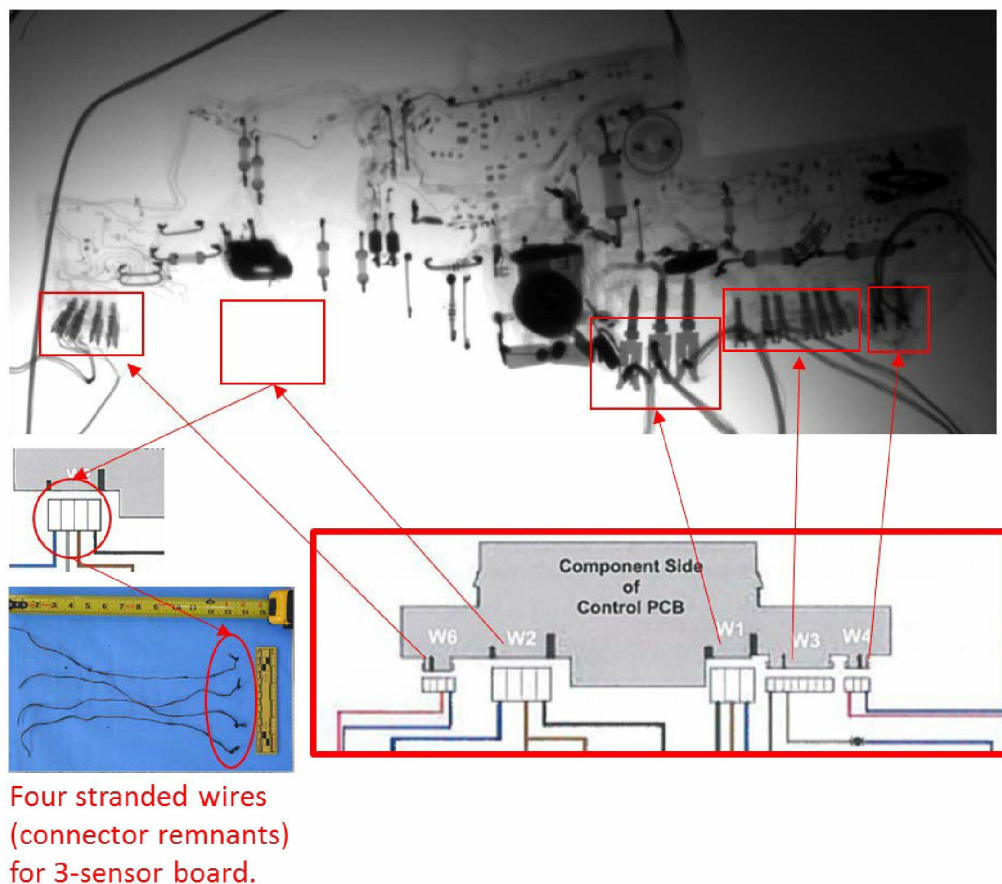 Component Side
of
Control PCB
W6
W2
W1
W3
W4
Four stranded wires
(connector remnants)
for 3-sensor board.